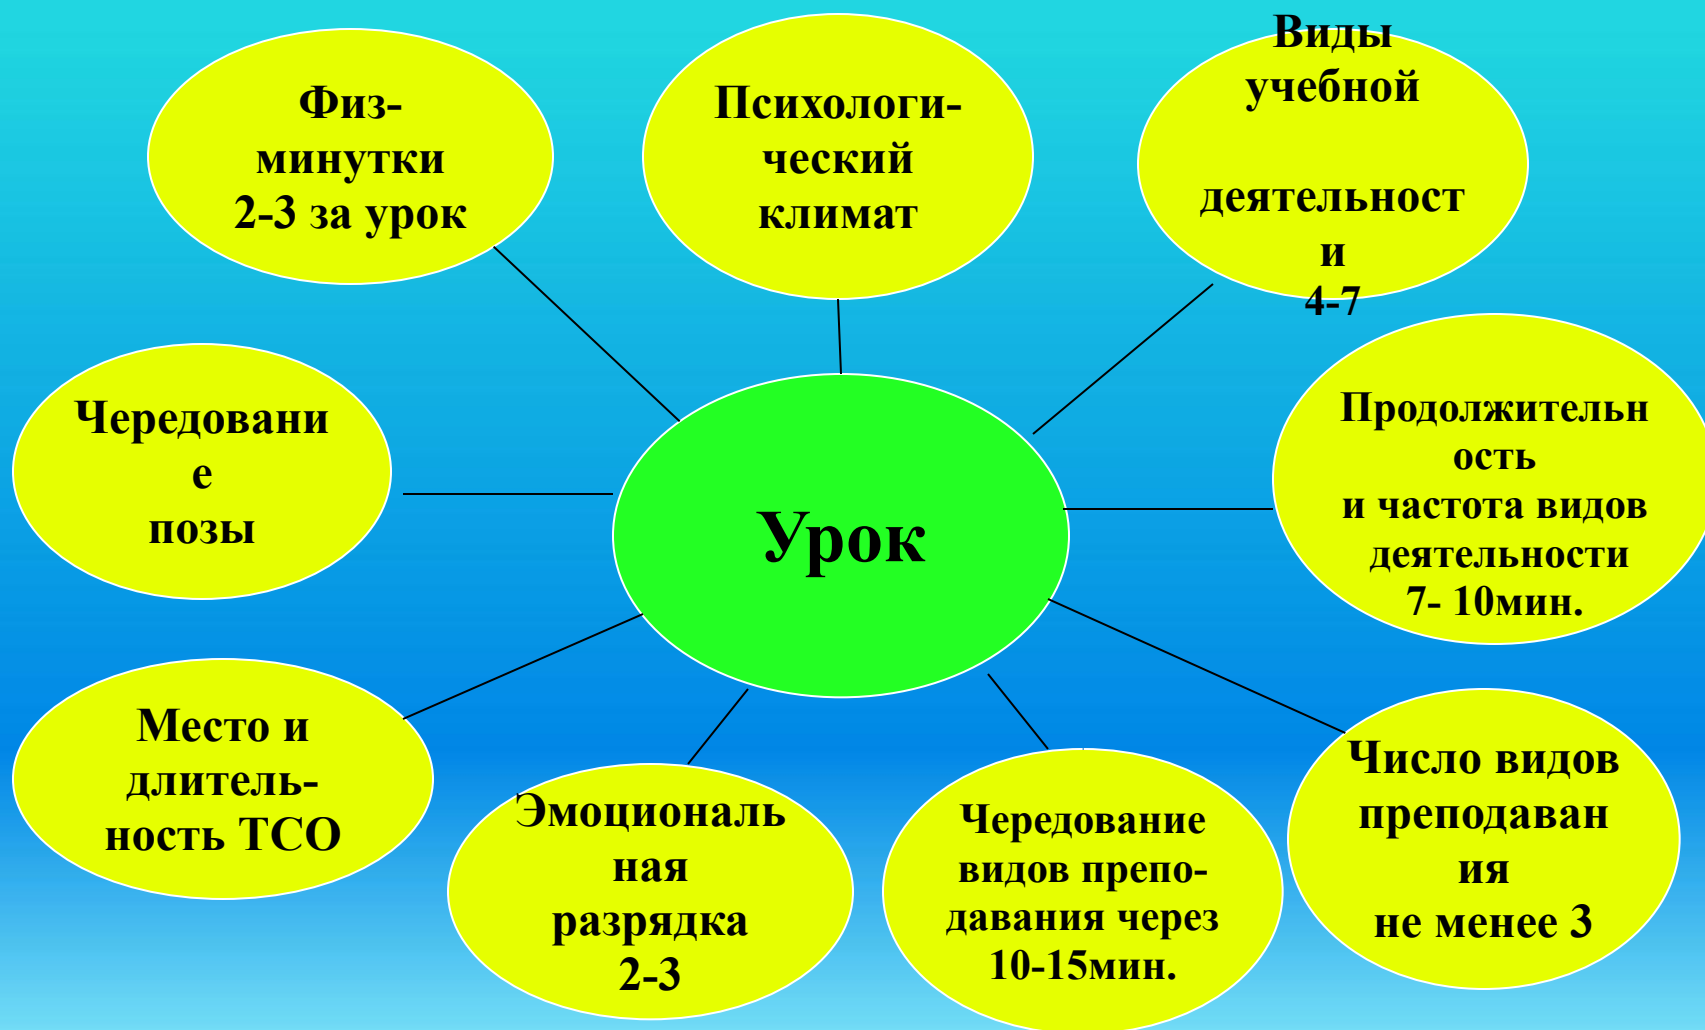 Физ-
минутки
2-3 за урок
Психологи-
ческий
климат
Виды
учебной
деятельност
и
4-7
Чередовани
е
позы
Урок
Продолжительн
ость
и частота видов
деятельности
7- 10мин.
Место и
длитель-
ность ТСО
Эмоциональ
ная
разрядка
2-3
Чередование
видов препо-
давания через
10-15мин.
Число видов
преподаван
ия
не менее 3